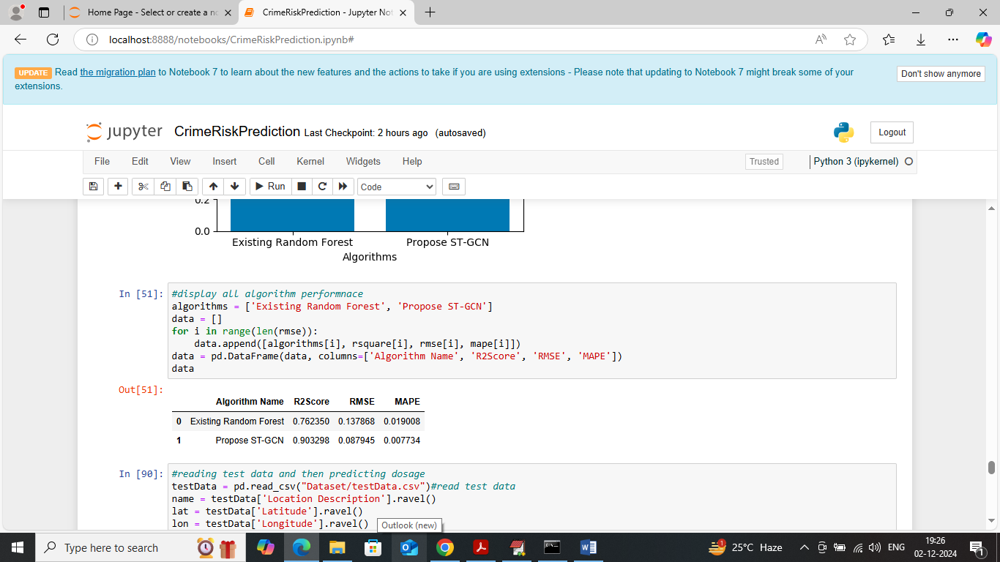 Home Page - Select or create a no
CrimeRiskPrediction - Jupyter Not
localhost:8888/notebooks/CrimeRiskPrediction.ipynb#
UPDATE Read the migration plan to Notebook 7 to learn about the new features and the actions to take if you are using extensions - Please note that updating to Notebook 7 might break some of your
extensions.
Don't show anymore
jupyter CrimeRiskPrediction Last Checkpoint: 2 hours ago (autosaved)
Logout
File Edit View Insert Cell Kernel Widgets Help
Trusted
Python 3 (ipykernel)
Run
Code
0.2
0.0
Existing Random Forest Propose ST-GCN
Algorithms
In [51]:
#display all algorithm performnace
algorithms = ['Existing Random Forest', 'Propose ST-GCN']
data = []
for i in range(len(rmse)):
    data.append([algorithms[i], rsquare[i], rmse[i], mape[i]])
data = pd.DataFrame(data, columns=['Algorithm Name', 'R2Score', 'RMSE', 'MAPE'])
data
Out[51]:
Algorithm Name R2Score RMSE MAPE
0 Existing Random Forest 0.762350 0.137868 0.019008
1 Propose ST-GCN 0.903298 0.087945 0.007734
In [90]:
#reading test data and then predicting dosage
testData = pd.read_csv("Dataset/testData.csv")#read test data
name = testData['Location Description'].ravel()
lat = testData['Latitude'].ravel()
lon = testData['Longitude'].ravel()
Outlook (new)
Type here to search
1
25°C Haze
ENG
19:26
02-12-2024
1